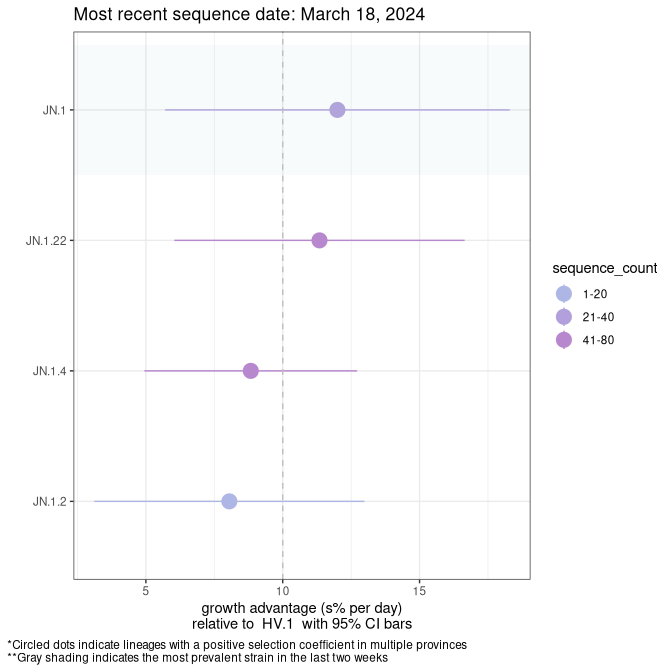 Most recent sequence date: March 18, 2024
JN.1
JN.1.22
JN.1.4
JN.1.2
5
10
15
growth advantage (s% per day)
relative to  HV.1  with 95% CI bars
sequence_count
1-20
21-40
41-80
*Circled dots indicate lineages with a positive selection coefficient in multiple provinces
**Gray shading indicates the most prevalent strain in the last two weeks